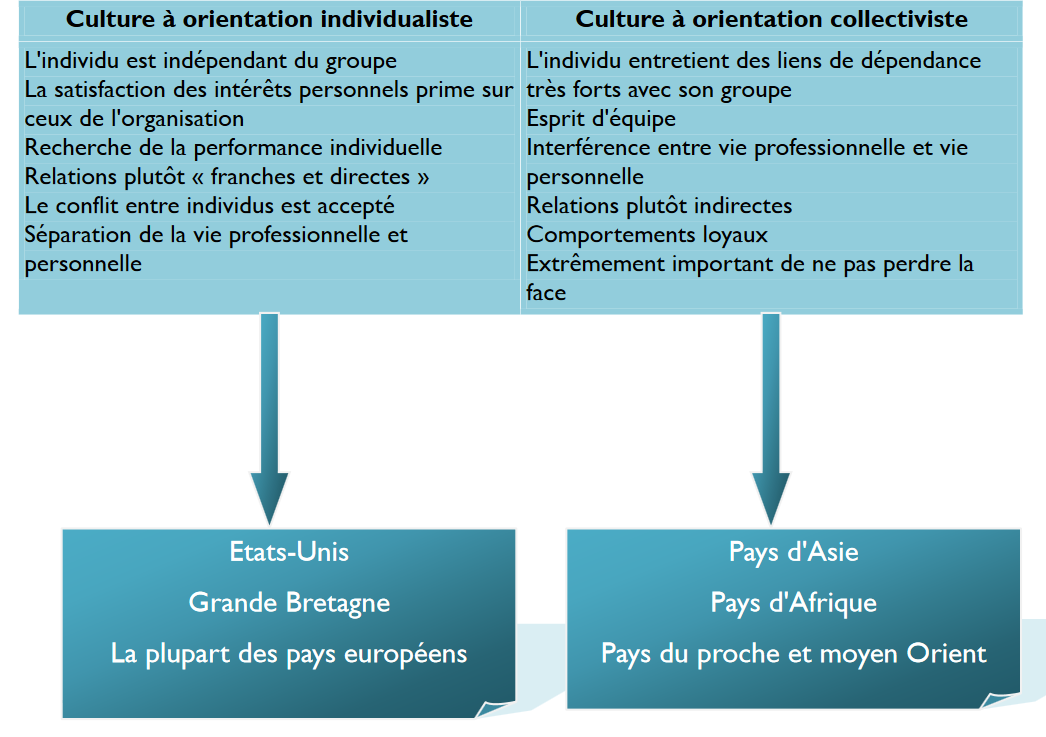 Culture à orientation individualiste
L'individu est indépendant du groupe
La satisfaction des intérêts personnels prime sur
ceux de l'organisation
Recherche de la performance individuelle
Relations plutôt « franches et directes »
Le conflit entre individus est accepté
Séparation de la vie professionnelle et
personnelle
Culture à orientation collectiviste
L'individu entretient des liens de dépendance
très forts avec son groupe
Esprit d'équipe
Interférence entre vie professionnelle et vie
personnelle
Relations plutôt indirectes
Comportements loyaux
Extrêmement important de ne pas perdre la
face
Etats-Unis
Grande Bretagne
La plupart des pays européens
Pays d'Asie
Pays d'Afrique
Pays du proche et moyen Orient